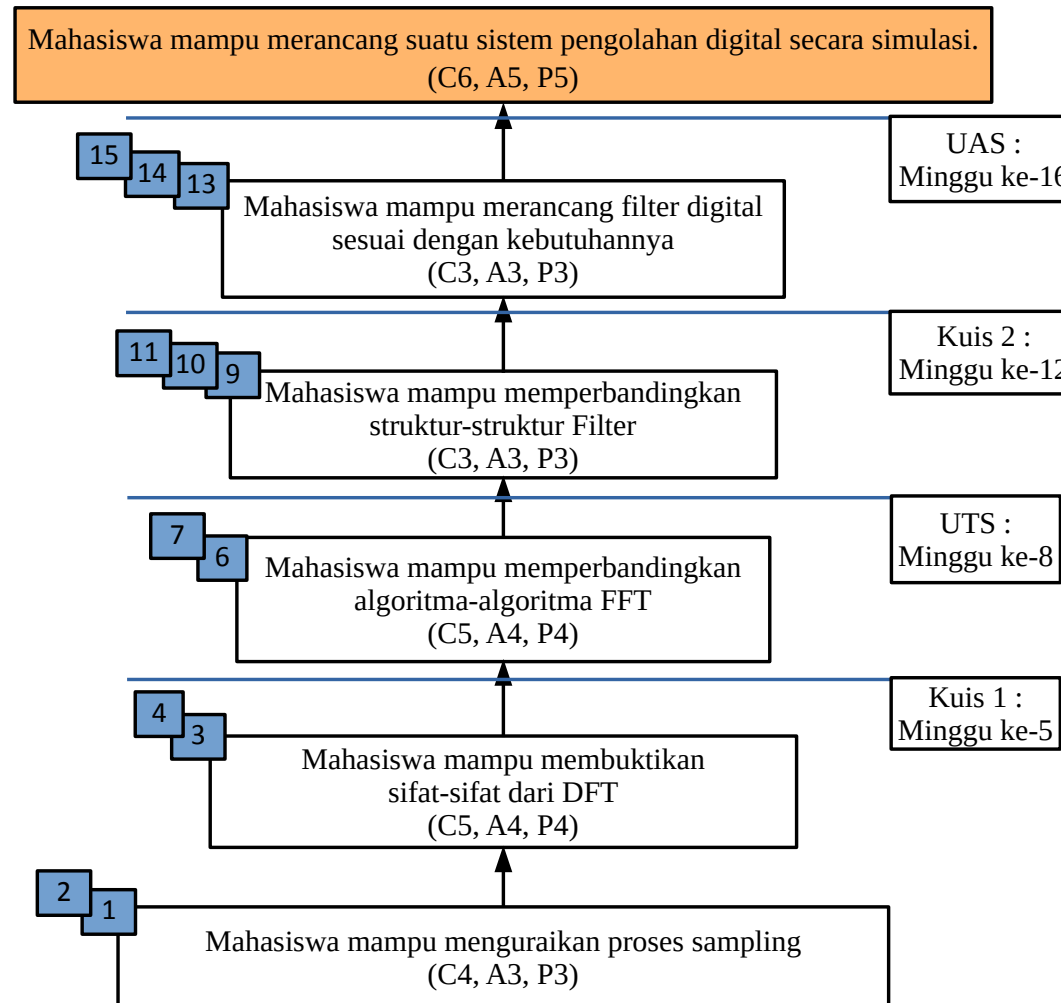 Mahasiswa mampu merancang suatu sistem pengolahan digital secara simulasi.
(C6, A5, P5)
UAS :
Minggu ke-16
15
14
13
Mahasiswa mampu merancang filter digital
sesuai dengan kebutuhannya
(C3, A3, P3)
Kuis 2 :
Minggu ke-12
11
10
9
Mahasiswa mampu memperbandingkan
struktur-struktur Filter
(C3, A3, P3)
UTS :
Minggu ke-8
7
6
Mahasiswa mampu memperbandingkan
algoritma-algoritma FFT
(C5, A4, P4)
Kuis 1 :
Minggu ke-5
4
3
Mahasiswa mampu membuktikan
sifat-sifat dari DFT
(C5, A4, P4)
2
1
Mahasiswa mampu menguraikan proses sampling
(C4, A3, P3)